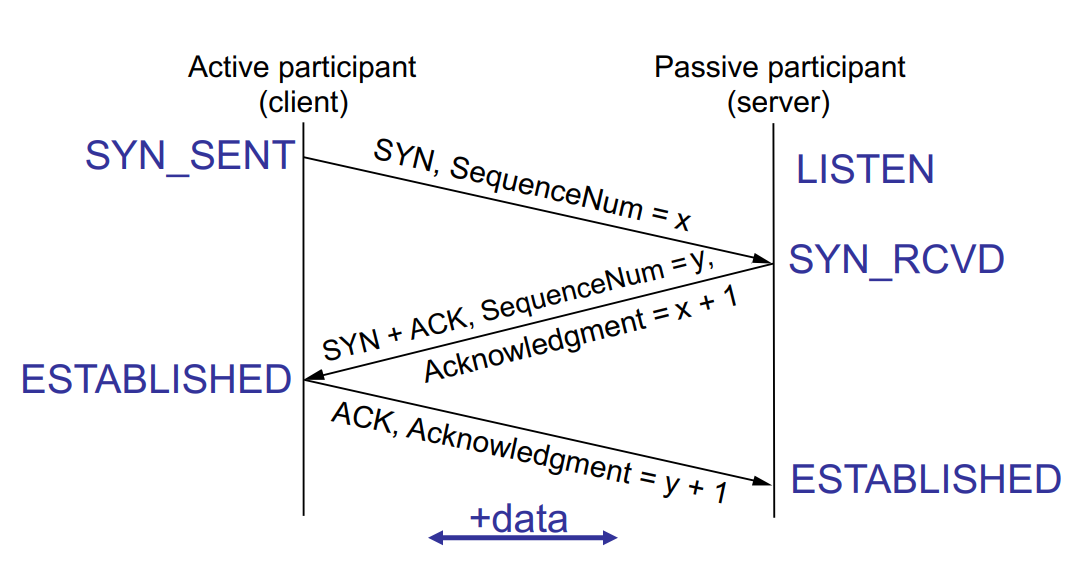 Active participant
(client)
Passive participant
(server)
SYN_SENT
SYN, SequenceNum = x
LISTEN
SYN_RCVD
SYN + ACK, SequenceNum = y,
Acknowledgment = x + 1
ESTABLISHED
ACK, Acknowledgment = y + 1
ESTABLISHED
+data